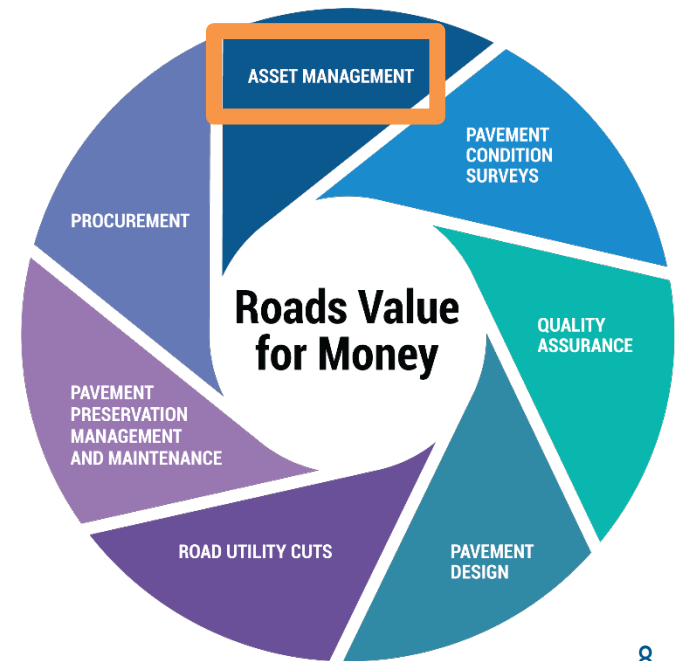 ASSET MANAGEMENT
PAVEMENT
CONDITION
SURVEYS
QUALITY
ASSURANCE
PAVEMENT
DESIGN
ROAD UTILITY CUTS
PAVEMENT
PRESERVATION
MANAGEMENT
AND MAINTENANCE
PROCUREMENT
Roads Value
for Money
8